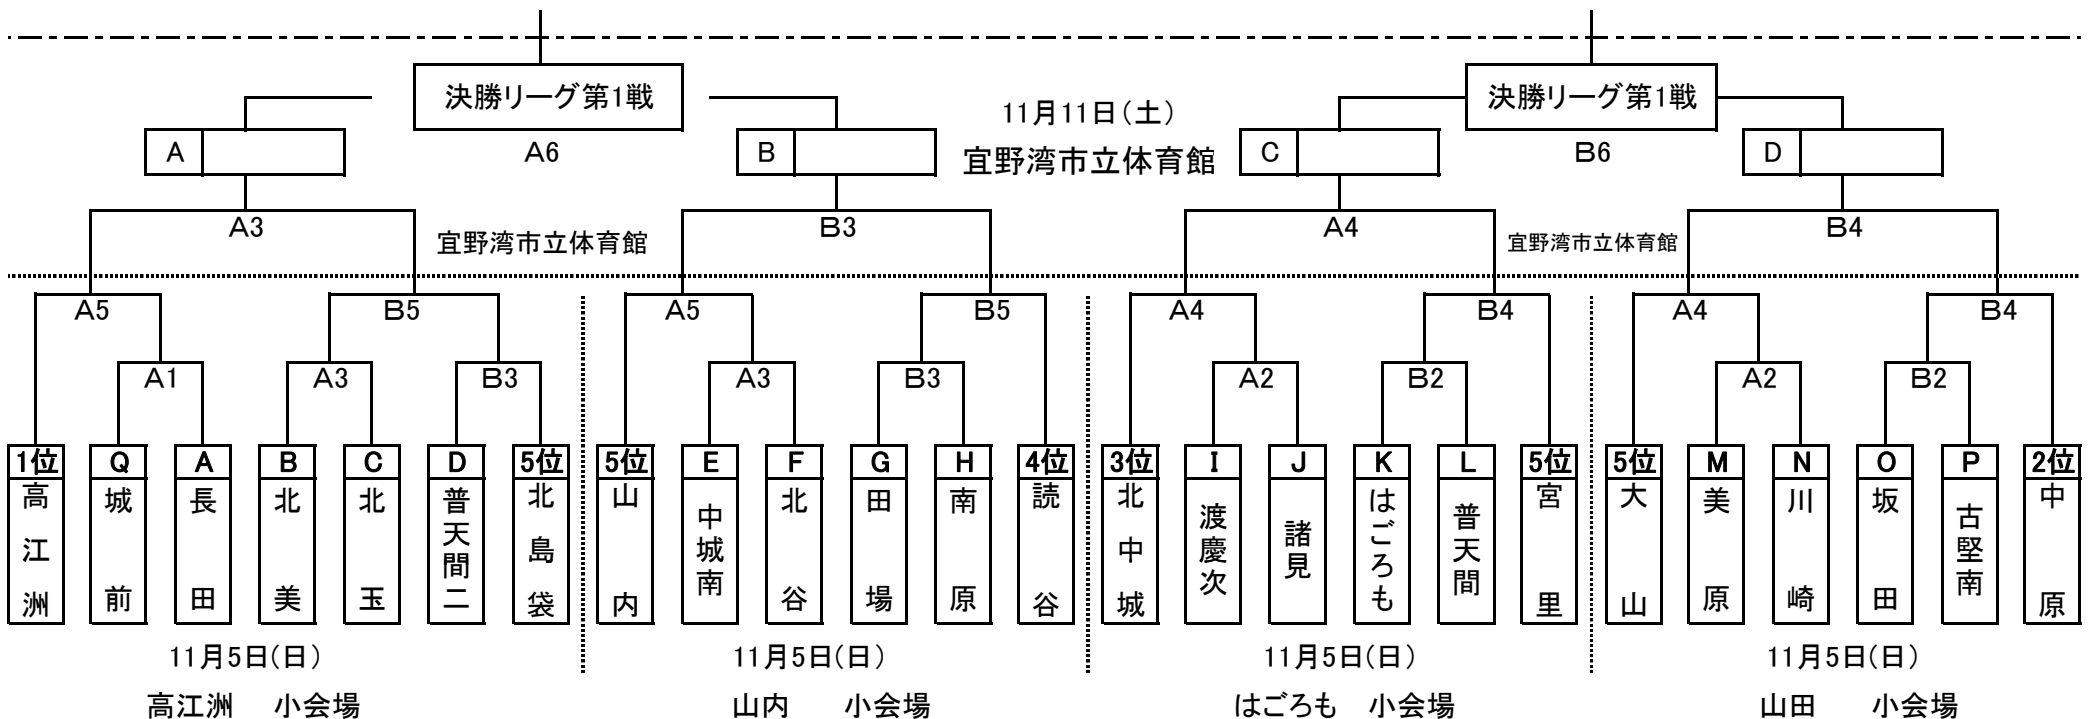 決勝リーグ第1戦
決勝リーグ第1戦
11月11日(土)
A
A6
B
宜野湾市立体育館
C
B6
D
A3
宜野湾市立体育館
B3
A4
宜野湾市立体育館
B4
A5
B5
A5
B5
A4
B4
A4
B4
A1
A3
B3
A3
B3
A2
B2
A2
B2
1位
高江洲
Q
城前
A
長田
B
北美
C
北玉
D
普天間二
5位
北島袋
5位
山内
E
中城南
F
北谷
G
田場
H
南原
4位
読谷
3位
北中城
I
渡慶次
J
諸見
K
はごろも
L
普天間
5位
宮里
5位
大山
M
美原
N
川崎
O
坂田
P
古堅南
2位
中原
11月5日(日)
11月5日(日)
11月5日(日)
11月5日(日)
高江洲 小会場
山内 小会場
はごろも 小会場
山田 小会場